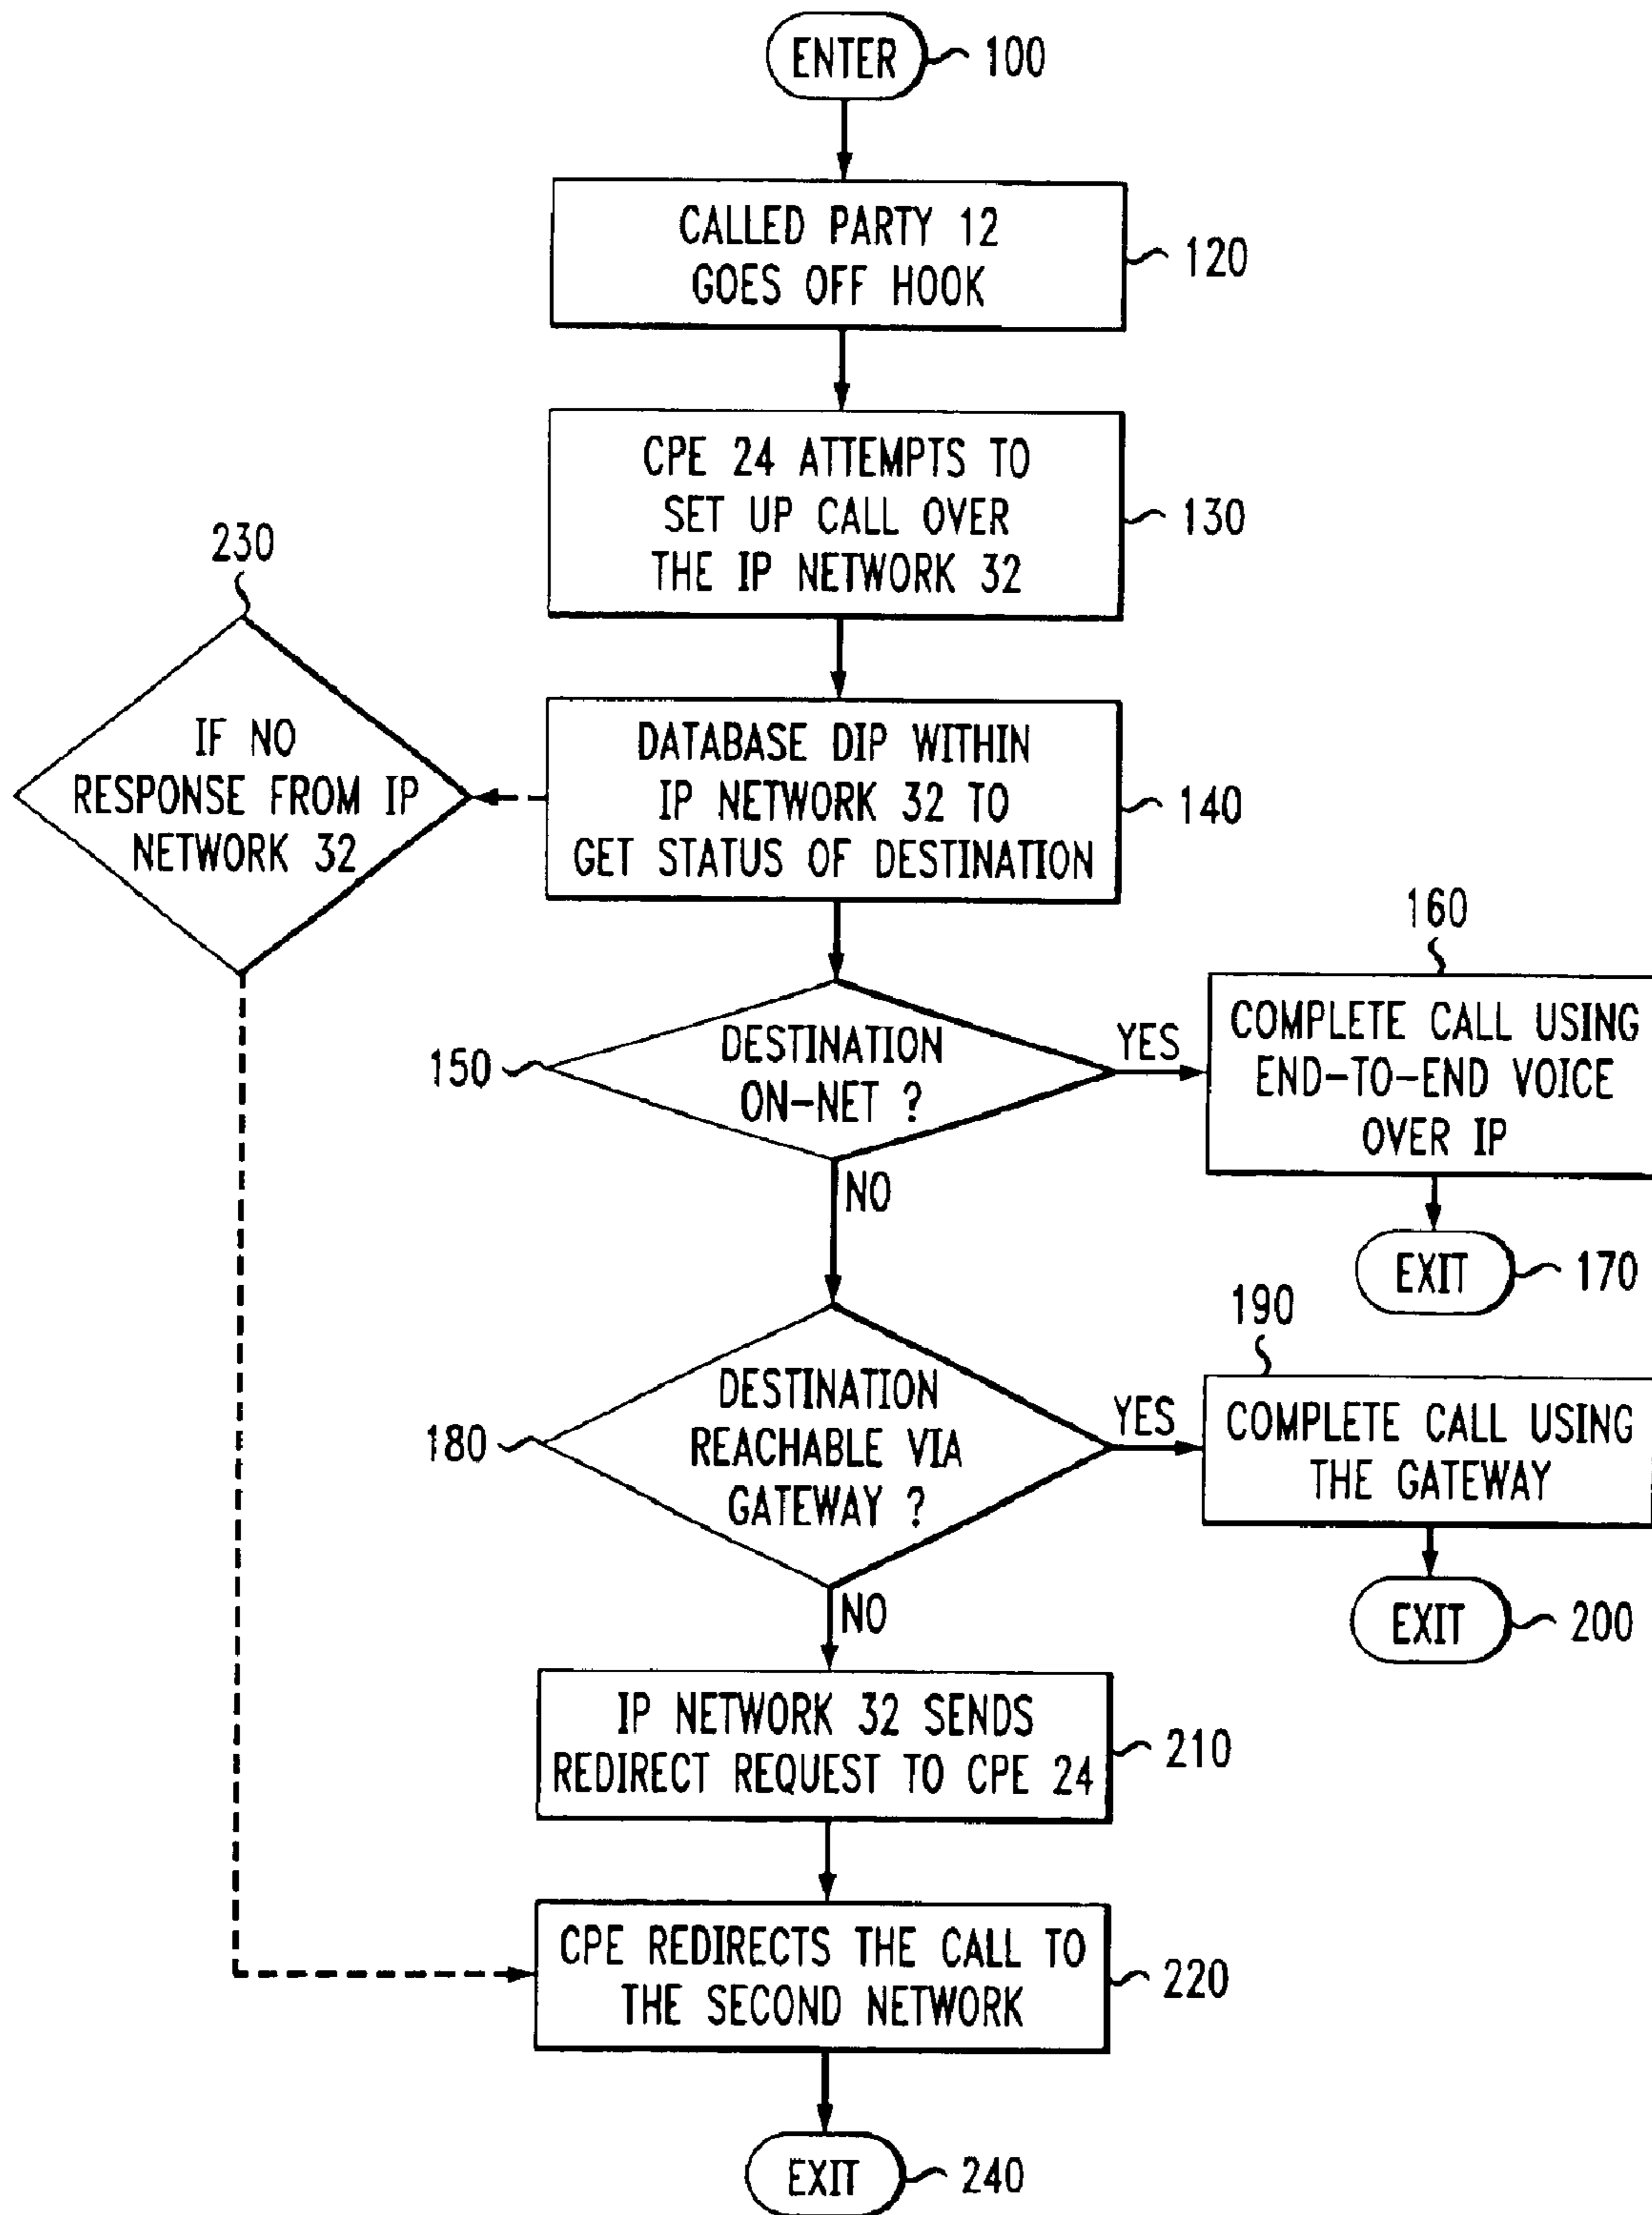 ENTER
100
CALLED PARTY 12
GOES OFF HOOK
120
CPE 24 ATTEMPTS TO
SET UP CALL OVER
THE IP NETWORK 32
130
230
IF NO
RESPONSE FROM IP
NETWORK 32
DATABASE DIP WITHIN
IP NETWORK 32 TO
GET STATUS OF DESTINATION
140
150
DESTINATION
ON-NET ?
YES
160
COMPLETE CALL USING
END-TO-END VOICE
OVER IP
EXIT
170
NO
180
DESTINATION
REACHABLE VIA
GATEWAY ?
YES
190
COMPLETE CALL USING
THE GATEWAY
EXIT
200
NO
IP NETWORK 32 SENDS
REDIRECT REQUEST TO CPE 24
210
CPE REDIRECTS THE CALL TO
THE SECOND NETWORK
220
EXIT
240